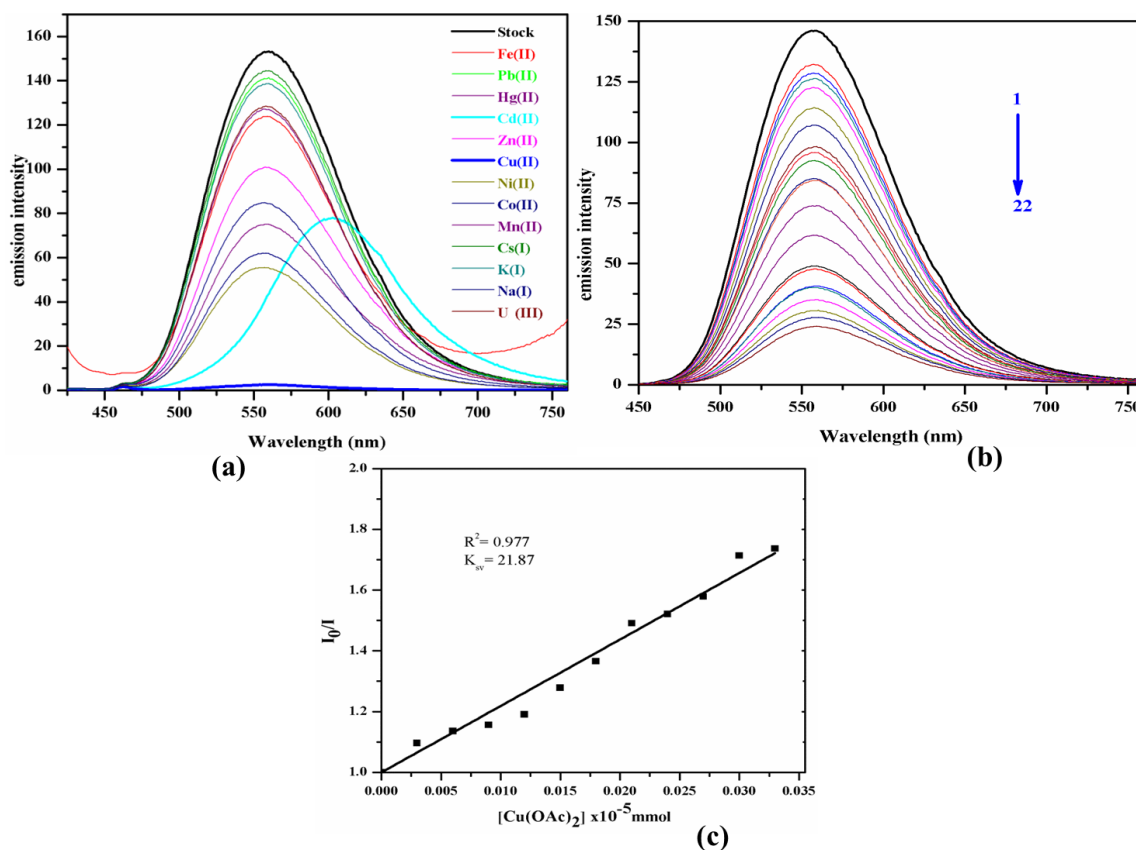 160
140
120
100
80
60
40
20
0
emission intensity
450 500 550 600 650 700 750
Wavelength (nm)
Stock
Fe(II)
Pb(II)
Hg(II)
Cd(II)
Zn(II)
Cu(II)
Ni(II)
Co(II)
Mn(II)
Cs(I)
K(I)
Na(I)
U (III)
(a)
150
125
100
75
50
25
0
emission intensity
450 500 550 600 650 700 750
Wavelength (nm)
1
22
(b)
2.0
1.8
1.6
1.4
1.2
1.0
I₀/I
R²= 0.977
Kₛᵥ= 21.87
0.000 0.005 0.010 0.015 0.020 0.025 0.030 0.035
[Cu(OAc)₂] x10⁻⁵mmol
(c)